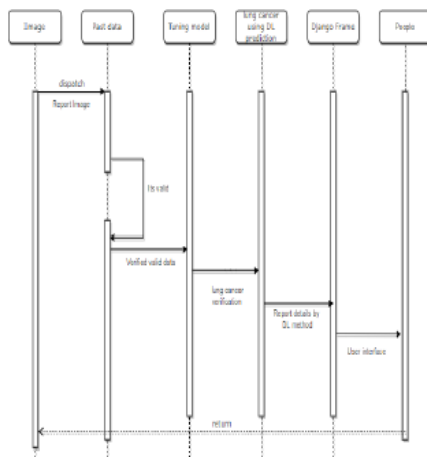 Image
Past data
Tuning model
lung cancer
using DL
prediction
Django Frame
People
dispatch
Report Image
Its valid
Verified valid data
lung cancer
verification
Report details by
DL method
User interface
return